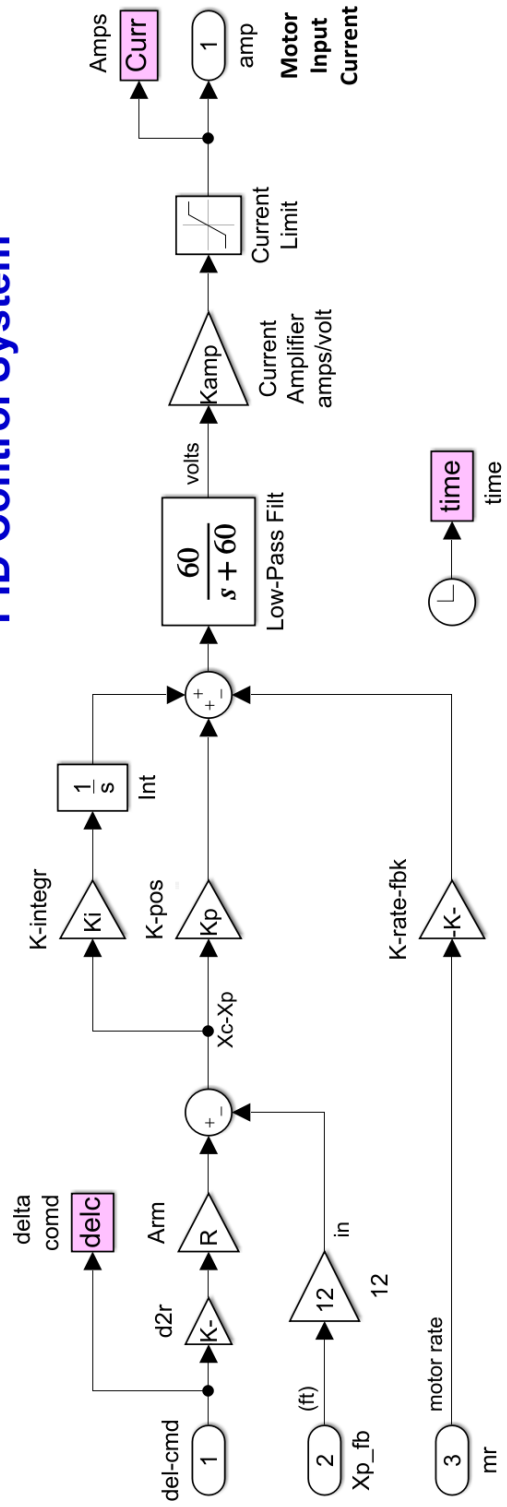 PID Control System
delta
comd
delc
del-cmd
1
d2r
K-
Arm
R
Xc-Xp
K-integr
Ki
1
s
Int
K-pos
Kp
60
s + 60
Low-Pass Filt
volts
Kamp
Current
Amplifier
amps/volt
Current
Limit
Amps
Curr
1
amp
Motor
Input
Current
2
Xp_fb
(ft)
12
12
in
3
mr
motor rate
K-rate-fbk
-K-
time
time